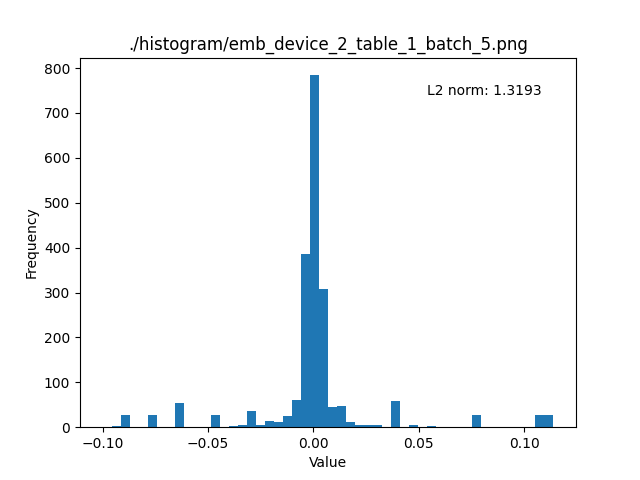 ./histogram/emb_device_2_table_1_batch_5.png
L2 norm: 1.3193
800
700
600
500
400
300
200
100
0
Frequency
−0.10 −0.05 0.00 0.05 0.10
Value